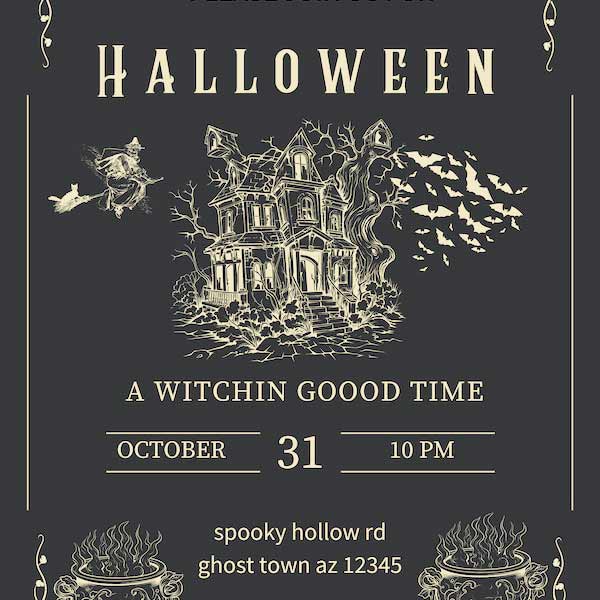 HALLOWEEN
A WITCHIN GOOOD TIME
OCTOBER 31 10 PM
spooky hollow rd
ghost town az 12345